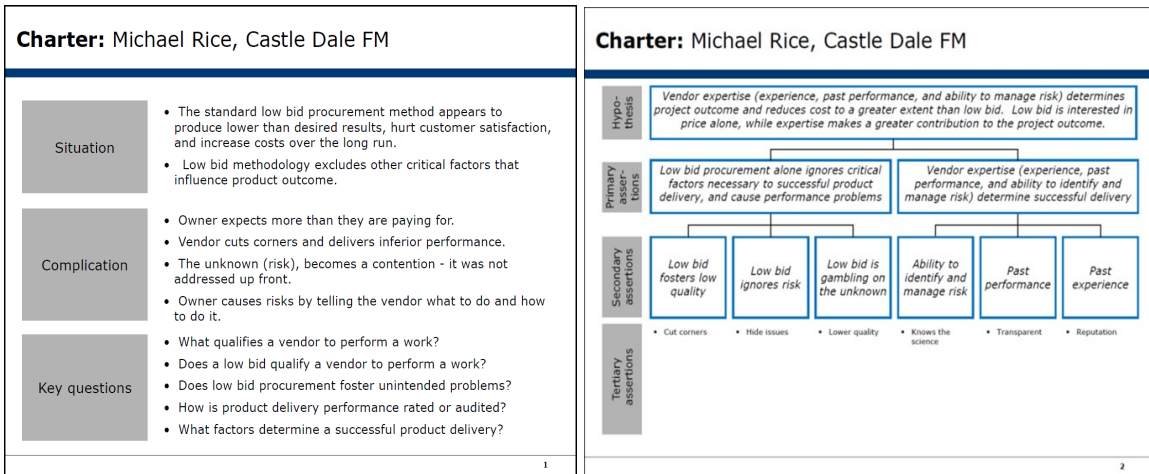 Charter: Michael Rice, Castle Dale FM
Situation
• The standard low bid procurement method appears to
produce lower than desired results, hurt customer satisfaction,
and increase costs over the long run.
• Low bid methodology excludes other critical factors that
influence product outcome.
Complication
• Owner expects more than they are paying for.
• Vendor cuts corners and delivers inferior performance.
• The unknown (risk), becomes a contention - it was not
addressed up front.
• Owner causes risks by telling the vendor what to do and how
to do it.
Key questions
• What qualifies a vendor to perform a work?
• Does a low bid qualify a vendor to perform a work?
• Does low bid procurement foster unintended problems?
• How is product delivery performance rated or audited?
• What factors determine a successful product delivery?
1
Charter: Michael Rice, Castle Dale FM
Hypo-
thesis
Vendor expertise (experience, past performance, and ability to manage risk) determines
project outcome and reduces cost to a greater extent than low bid. Low bid is interested in
price alone, while expertise makes a greater contribution to the project outcome.
Primary
asser-
tions
Low bid procurement alone ignores critical
factors necessary to successful product
delivery, and cause performance problems
Vendor expertise (experience, past
performance, and ability to identify and
manage risk) determine successful delivery
Secondary
assertions
Low bid
fosters low
quality
Low bid
ignores risk
Low bid is
gambling on
the unknown
Ability to
identify and
manage risk
Past
performance
Past
experience
Tertiary
assertions
• Cut corners
• Hide issues
• Lower quality
• Knows the
science
• Transparent
• Reputation
2